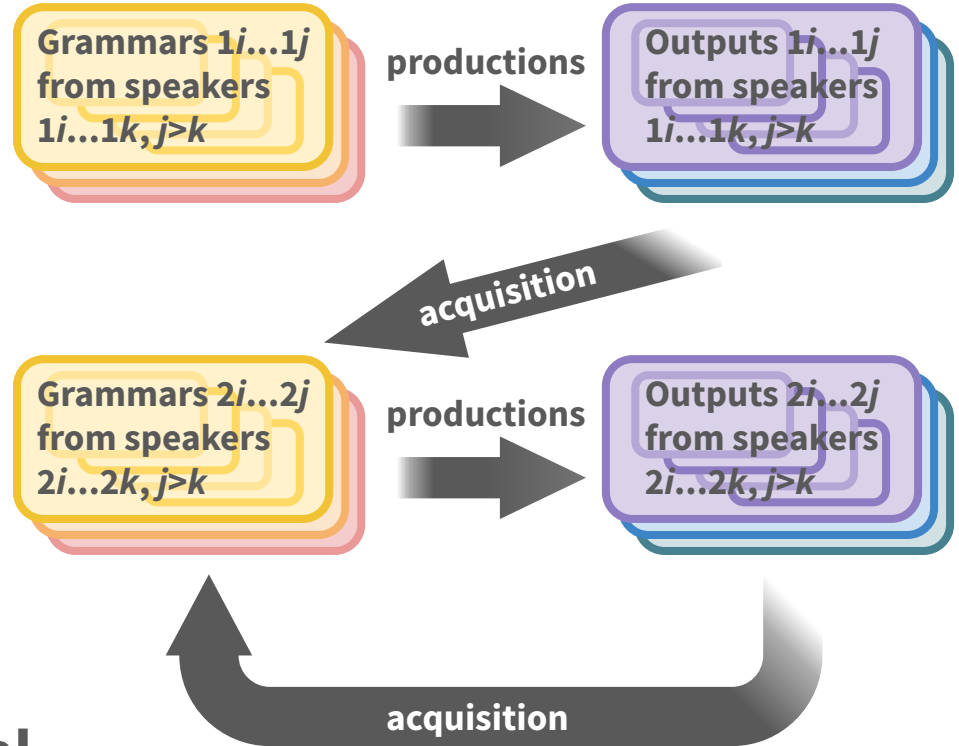 Grammars 1i...1j
from speakers
1i...1k, j>k
productions
Outputs 1i...1j
from speakers
1i...1k, j>k
acquisition
Grammars 2i...2j
from speakers
2i...2k, j>k
productions
Outputs 2i...2j
from speakers
2i...2k, j>k
acquisition